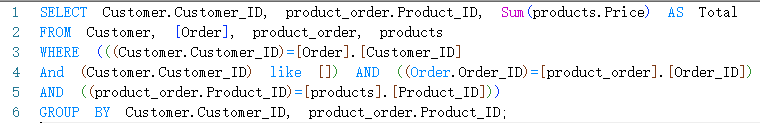 1 SELECT Customer.Customer_ID, product_order.Product_ID, Sum(products.Price) AS Total
2 FROM Customer, [Order], product_order, products
3 WHERE (((Customer.Customer_ID)=[Order].[Customer_ID]
4 And (Customer.Customer_ID) like []) AND ((Order.Order_ID)=[product_order].[Order_ID])
5 AND ((product_order.Product_ID)=[products].[Product_ID]))
6 GROUP BY Customer.Customer_ID, product_order.Product_ID;